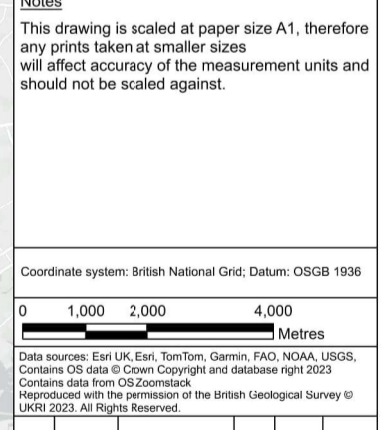 Notes
This drawing is scaled at paper size A1, therefore
any prints taken at smaller sizes
will affect accuracy of the measurement units and
should not be scaled against.
Coordinate system: British National Grid; Datum: OSGB 1936
0 1,000 2,000 4,000
Metres
Data sources: Esri UK, Esri, TomTom, Garmin, FAO, NOAA, USGS,
Contains OS data © Crown Copyright and database right 2023
Contains data from OS Zoomstack
Reproduced with the permission of the British Geological Survey ©
UKRI 2023. All Rights Reserved.